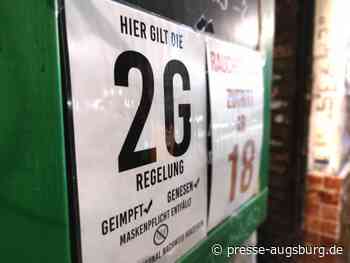 HIER GILT DIE
2G
REGELUNG
GEIMPFT✓ GENESEN✓
MASKENPFLICHT ENTFÄLLT
ZUTRITT
AB
18
© presse-augsburg.de